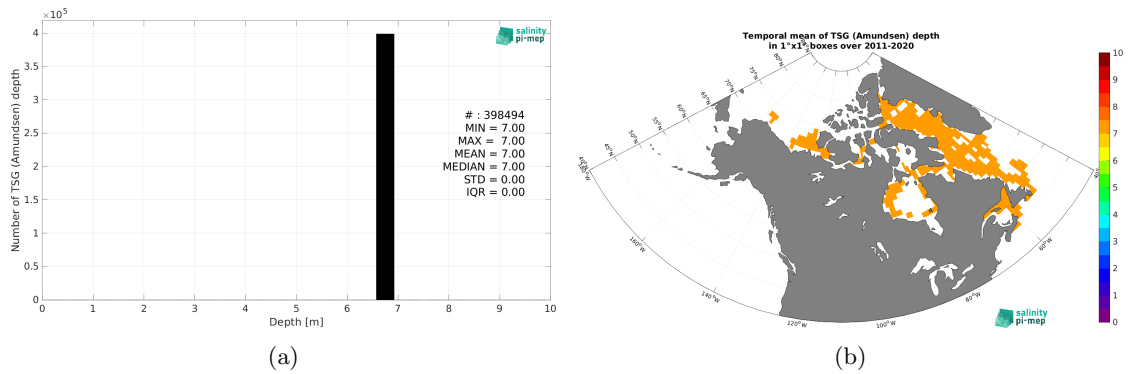 ×10⁵
4
3.5
3
2.5
2
1.5
1
0.5
0
Number of TSG (Amundsen) depth
salinity
pi-mep
# : 398494
MIN = 7.00
MAX = 7.00
MEAN = 7.00
MEDIAN = 7.00
STD = 0.00
IQR = 0.00
0 1 2 3 4 5 6 7 8 9 10
Depth [m]
(a)
Temporal mean of TSG (Amundsen) depth
in 1°x1° boxes over 2011-2020
80°N
75°N
70°N
65°N
60°N
55°N
50°N
45°N
160°W
140°W
120°W
100°W
80°W
60°W
10
9
8
7
6
5
4
3
2
1
0
salinity
pi-mep
(b)